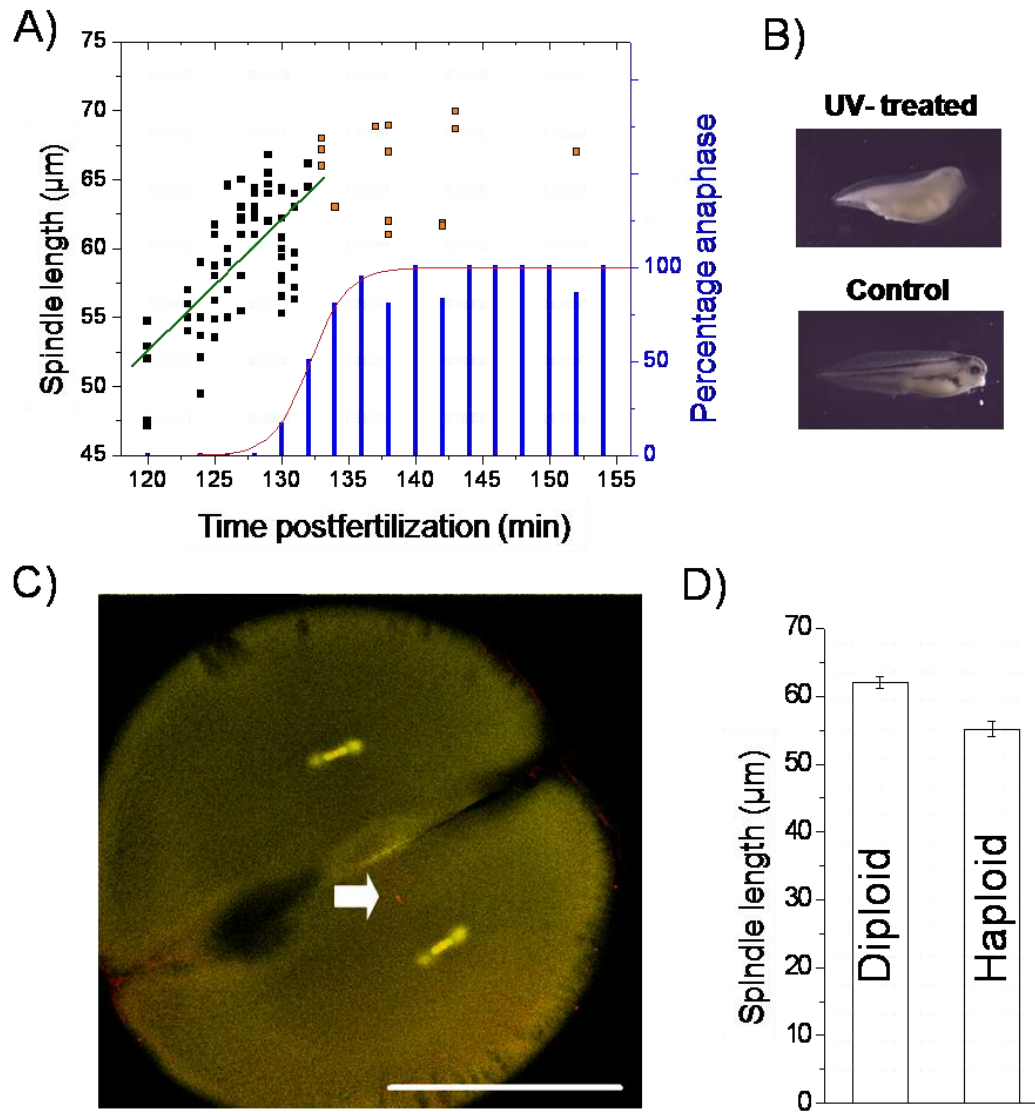 A)
75
70
65
60
55
50
45
Spindle length (µm)
120 125 130 135 140 145 150 155
Time postfertilization (min)
100
50
0
Percentage anaphase
B)
UV- treated
Control
C)
D)
70
60
50
40
30
20
10
0
Spindle length (µm)
Diploid
Haploid